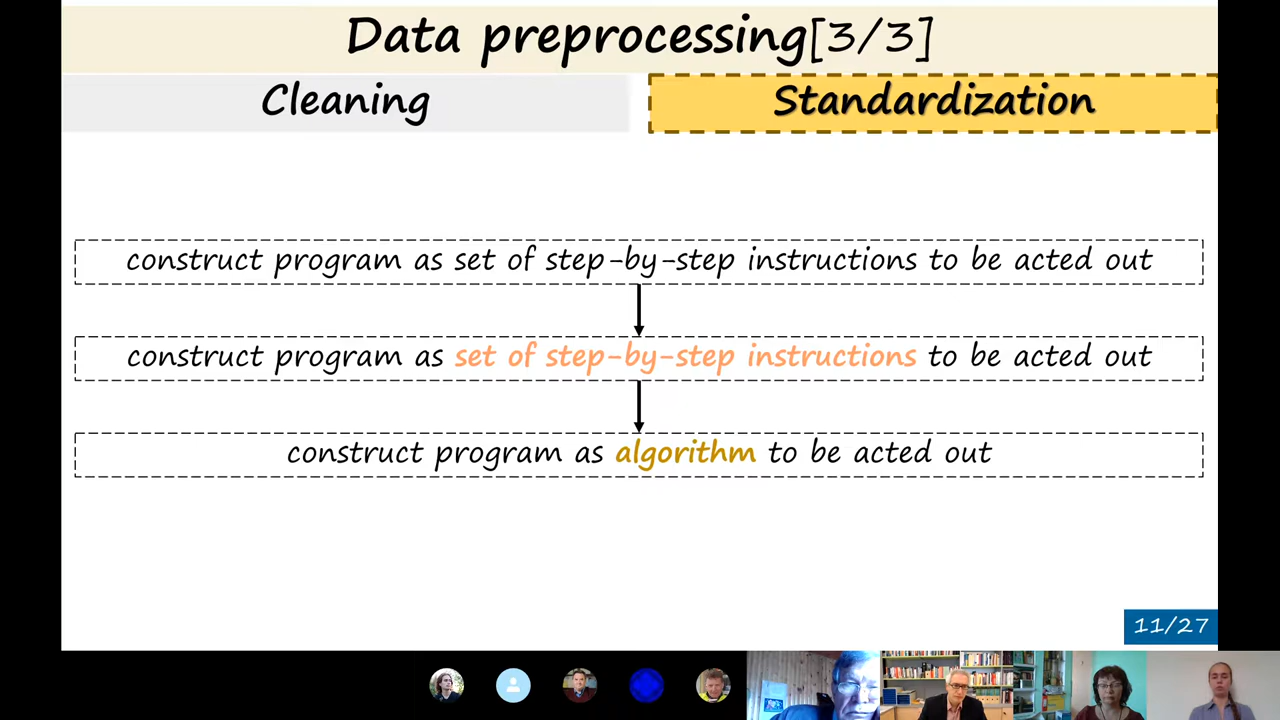 Data preprocessing[3/3]
Cleaning
Standardization
construct program as set of step-by-step instructions to be acted out
construct program as set of step-by-step instructions to be acted out
construct program as algorithm to be acted out
11/27